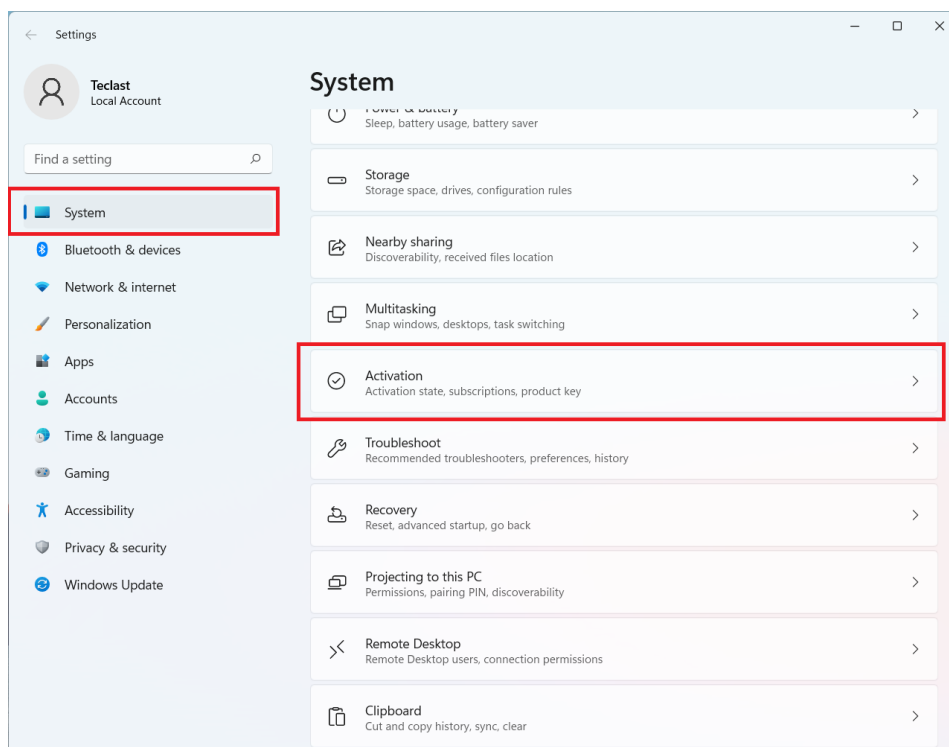 Settings
Teclast
Local Account
Find a setting
System
Bluetooth & devices
Network & internet
Personalization
Apps
Accounts
Time & language
Gaming
Accessibility
Privacy & security
Windows Update
System
Power & battery
Sleep, battery usage, battery saver
Storage
Storage space, drives, configuration rules
Nearby sharing
Discoverability, received files location
Multitasking
Snap windows, desktops, task switching
Activation
Activation state, subscriptions, product key
Troubleshoot
Recommended troubleshooters, preferences, history
Recovery
Reset, advanced startup, go back
Projecting to this PC
Permissions, pairing PIN, discoverability
Remote Desktop
Remote Desktop users, connection permissions
Clipboard
Cut and copy history, sync, clear